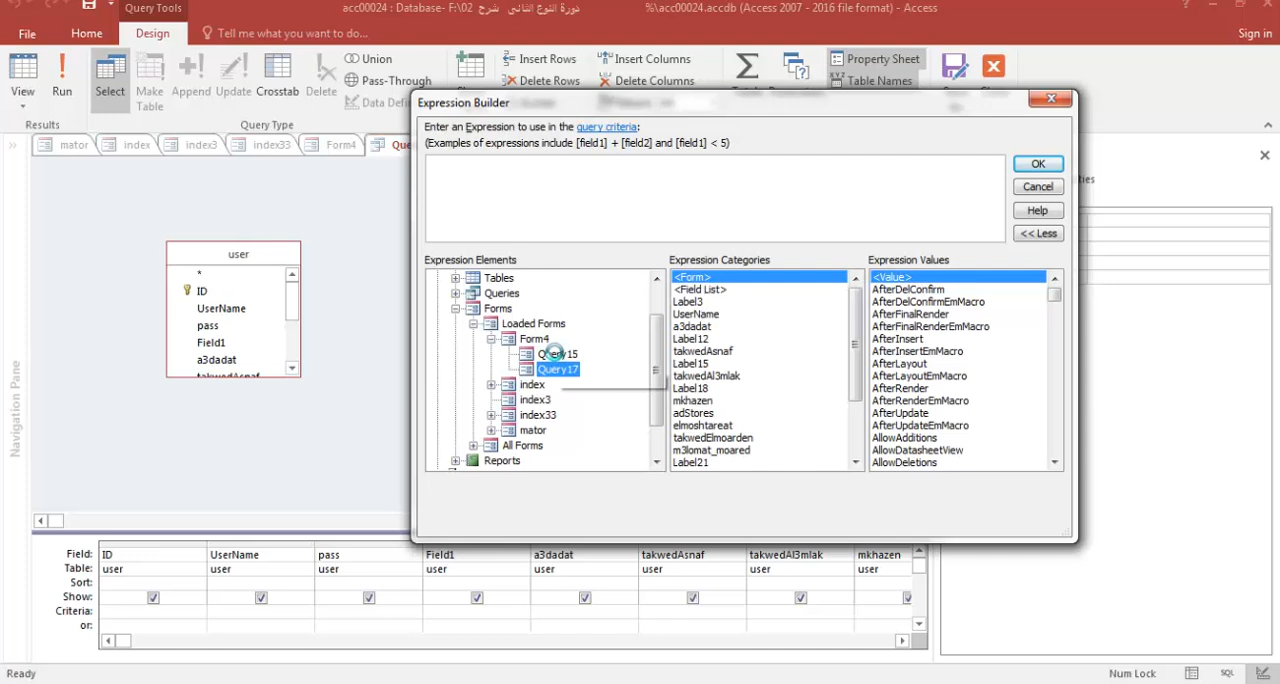 Query Tools
acc00024 : Database- F:\02 دورة النوع الثاني شرح %\acc00024.accdb (Access 2007 - 2016 file format) - Access
File Home Design Tell me what you want to do... Sign in
View Run Select Make Table Append Update Crosstab Delete
Union
Pass-Through
Insert Rows Insert Columns Property Sheet
Delete Rows Delete Columns Table Names
Results Query Type
mator index index3 index33 Form4
Expression Builder
Enter an Expression to use in the query criteria:
(Examples of expressions include [field1] + [field2] and [field1] < 5)
OK
Cancel
Help
<< Less
Expression Elements Expression Categories Expression Values
Tables
Queries
Forms
Loaded Forms
Form4
Query15
Query17
index
index3
index33
mator
All Forms
Reports
<Form>
<Field List>
Label3
UserName
a3dadat
Label12
takwedAsnaf
Label15
takwedAl3mlak
Label18
mkhazen
adStores
elmoshtareat
takwedElmoarden
m3lomat_moared
Label21
<Value>
AfterDelConfirm
AfterDelConfirmEmMacro
AfterFinalRender
AfterFinalRenderEmMacro
AfterInsert
AfterInsertEmMacro
AfterLayout
AfterLayoutEmMacro
AfterRender
AfterRenderEmMacro
AfterUpdate
AfterUpdateEmMacro
AllowAdditions
AllowDatasheetView
AllowDeletions
user
*
ID
UserName
pass
Field1
a3dadat
takwedAsnaf
Navigation Pane
Field: ID UserName pass Field1 a3dadat takwedAsnaf takwedAl3mlak mkhazen
Table: user user user user user user user user
Sort:
Show:
Criteria:
or:
Ready Num Lock SQL